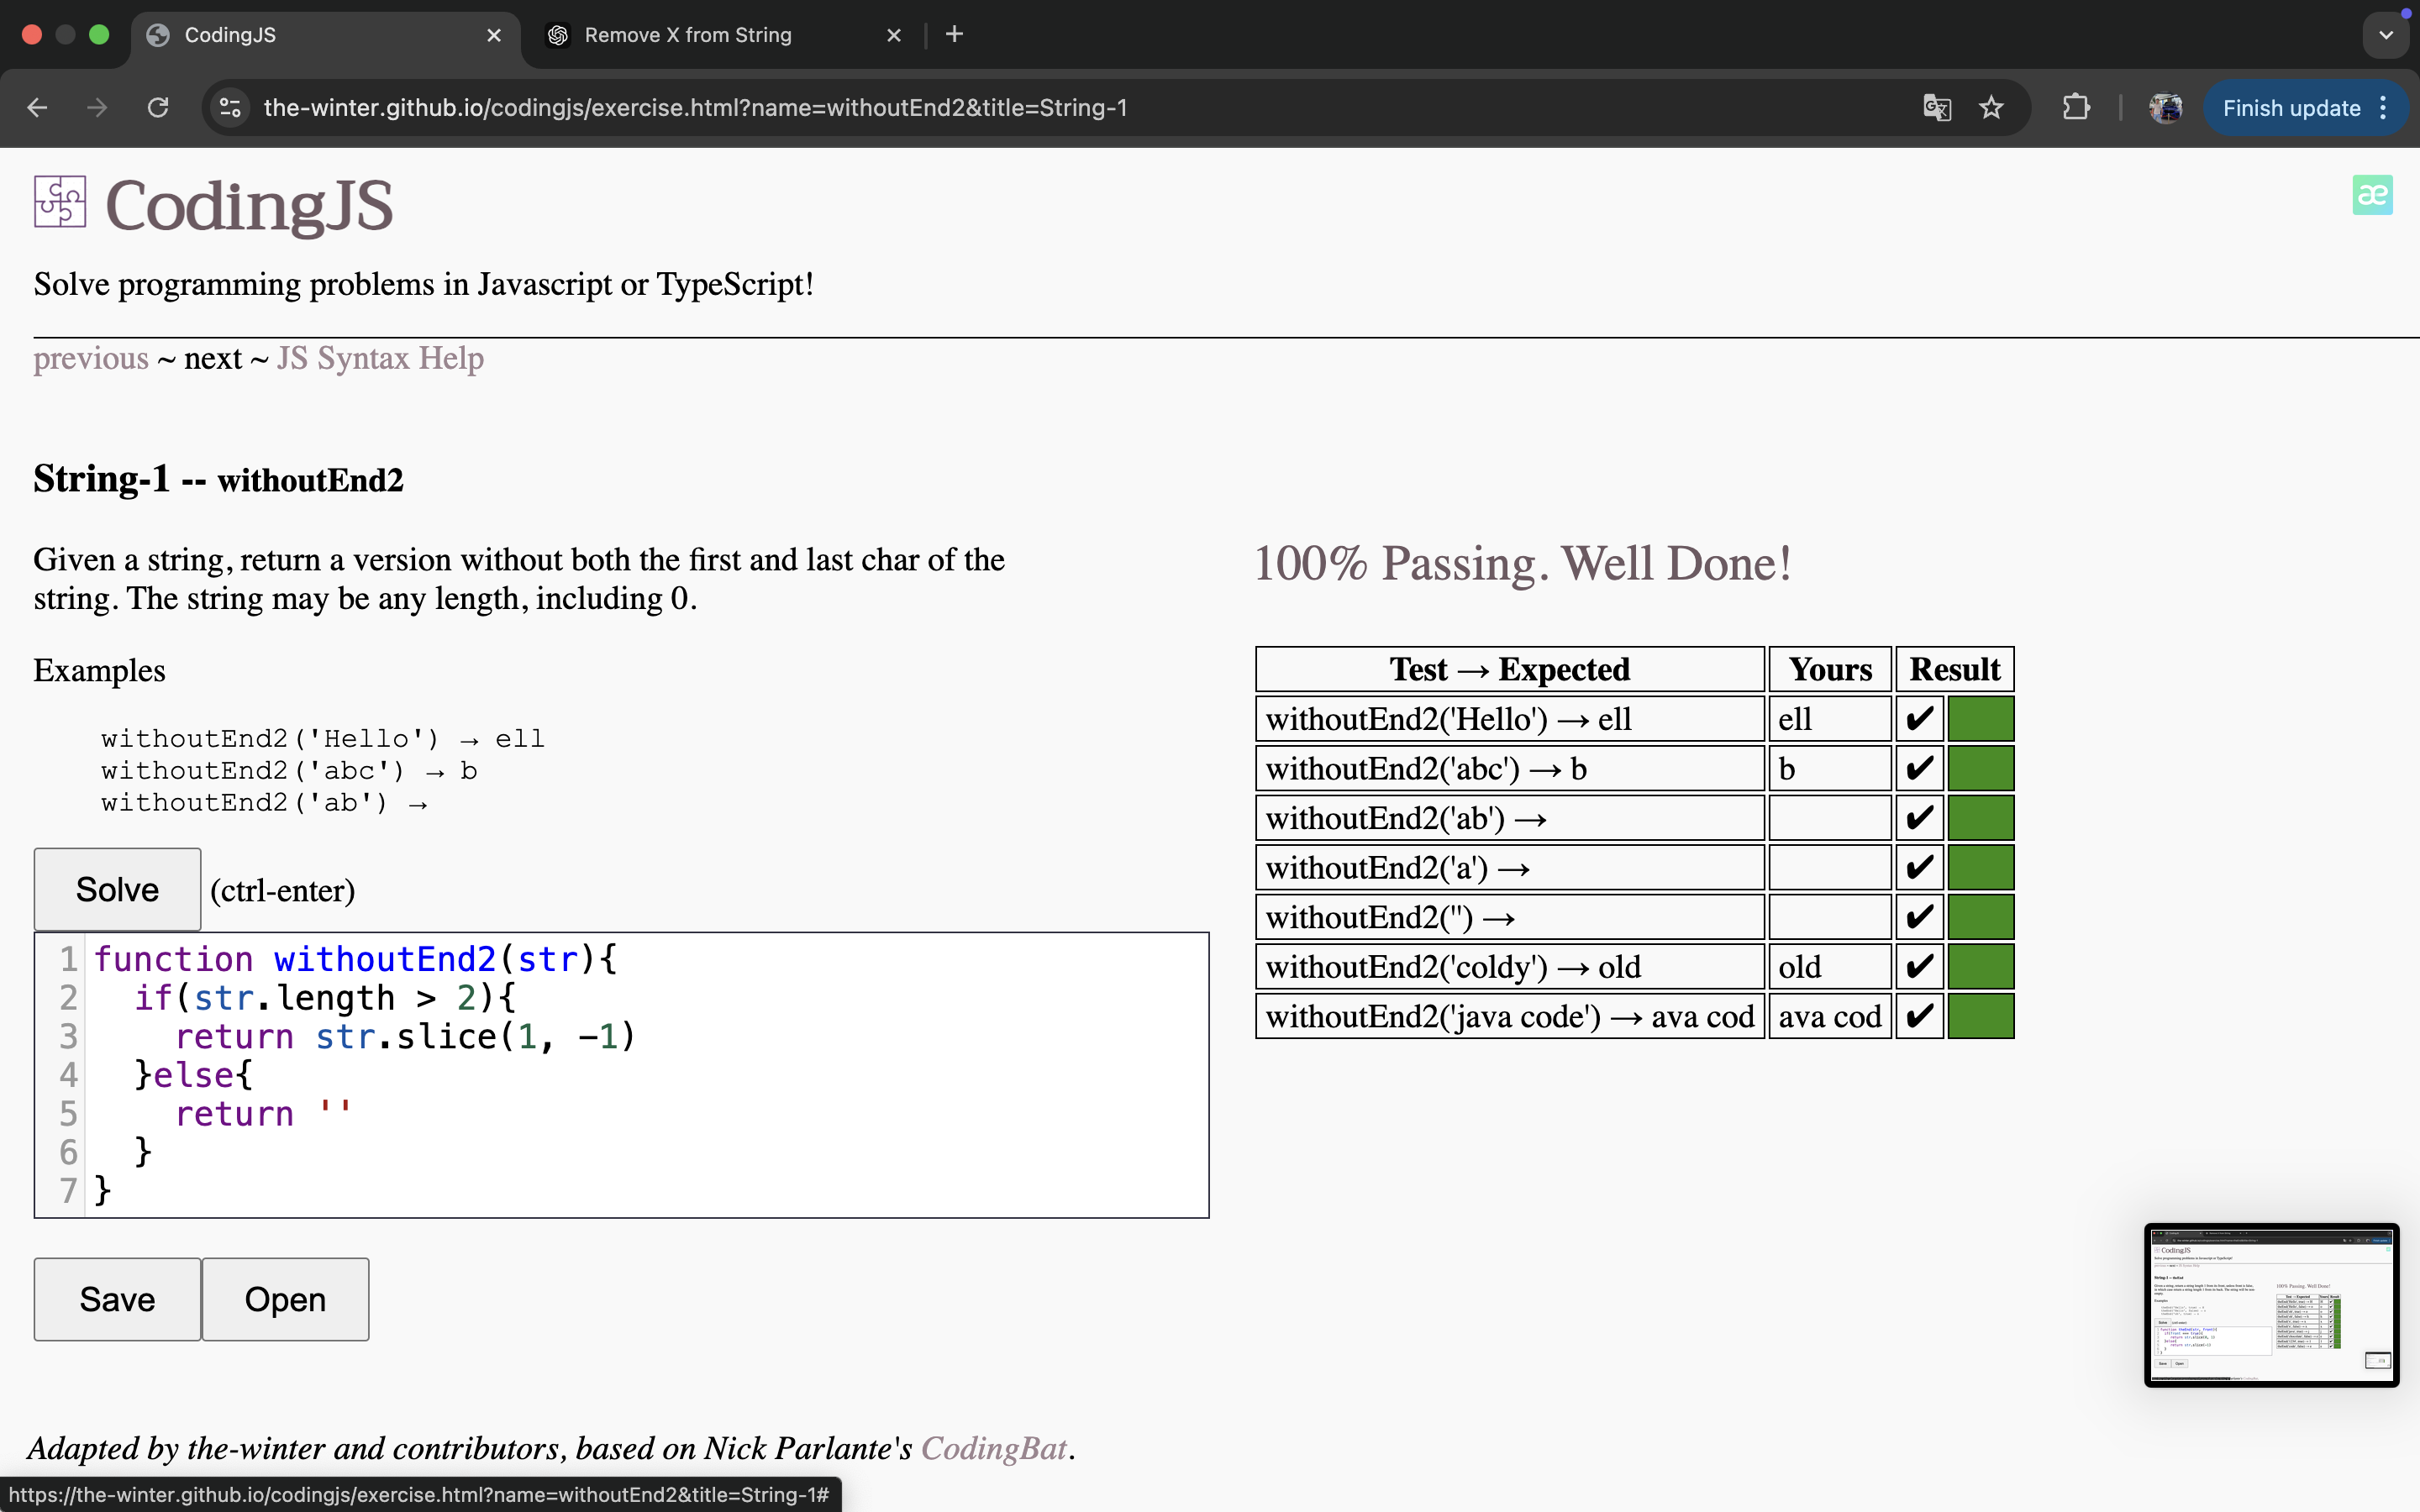 CodingJS
Remove X from String
the-winter.github.io/codingjs/exercise.html?name=withoutEnd2&title=String-1
Finish update
CodingJS
æ
Solve programming problems in Javascript or TypeScript!
previous ~ next ~ JS Syntax Help
String-1 -- withoutEnd2
Given a string, return a version without both the first and last char of the
string. The string may be any length, including 0.
Examples
withoutEnd2('Hello') → ell
withoutEnd2('abc') → b
withoutEnd2('ab') →
Solve (ctrl-enter)
1 function withoutEnd2(str){
2 if(str.length > 2){
3 return str.slice(1, -1)
4 }else{
5 return ''
6 }
7 }
Save Open
100% Passing. Well Done!
Test → Expected Yours Result
withoutEnd2('Hello') → ell ell ✔
withoutEnd2('abc') → b b ✔
withoutEnd2('ab') → ✔
withoutEnd2('a') → ✔
withoutEnd2('') → ✔
withoutEnd2('coldy') → old old ✔
withoutEnd2('java code') → ava cod ava cod ✔
CodingJS
Adapted by the-winter and contributors, based on Nick Parlante's CodingBat.
https://the-winter.github.io/codingjs/exercise.html?name=withoutEnd2&title=String-1#